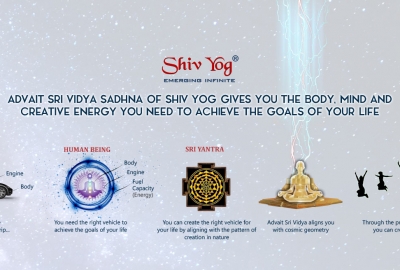 Shiv Yog®
EMERGING INFINITE
ADVAIT SRI VIDYA SADHNA OF SHIV YOG GIVES YOU THE BODY, MIND AND
CREATIVE ENERGY YOU NEED TO ACHIEVE THE GOALS OF YOUR LIFE
Engine
Body
rip...
HUMAN BEING
Body
Engine
Fuel
Capacity
(Energy)
You need the right vehicle to
achieve the goals of your life
SRI YANTRA
You can create the right vehicle for
your life by aligning with the pattern of
creation in nature
Advait Sri Vidya aligns you
with cosmic geometry
Through the p
you can cr